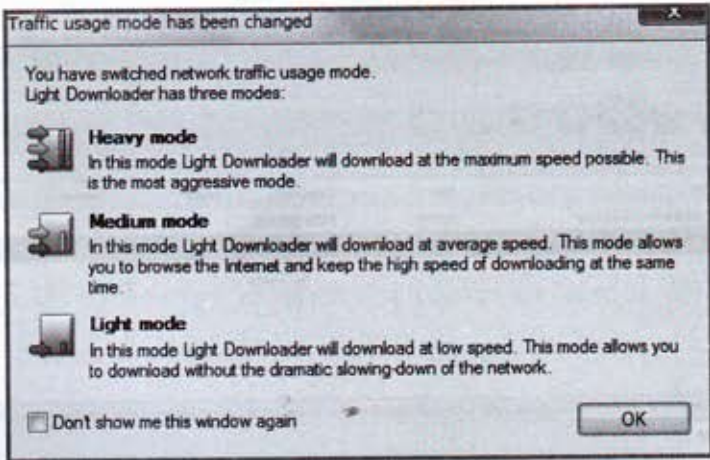 Traffic usage mode has been changed
You have switched network traffic usage mode.
Light Downloader has three modes:
Heavy mode
In this mode Light Downloader will download at the maximum speed possible. This
is the most aggressive mode.
Medium mode
In this mode Light Downloader will download at average speed. This mode allows
you to browse the Internet and keep the high speed of downloading at the same
time.
Light mode
In this mode Light Downloader will download at low speed. This mode allows you
to download without the dramatic slowing-down of the network.
Don't show me this window again
OK